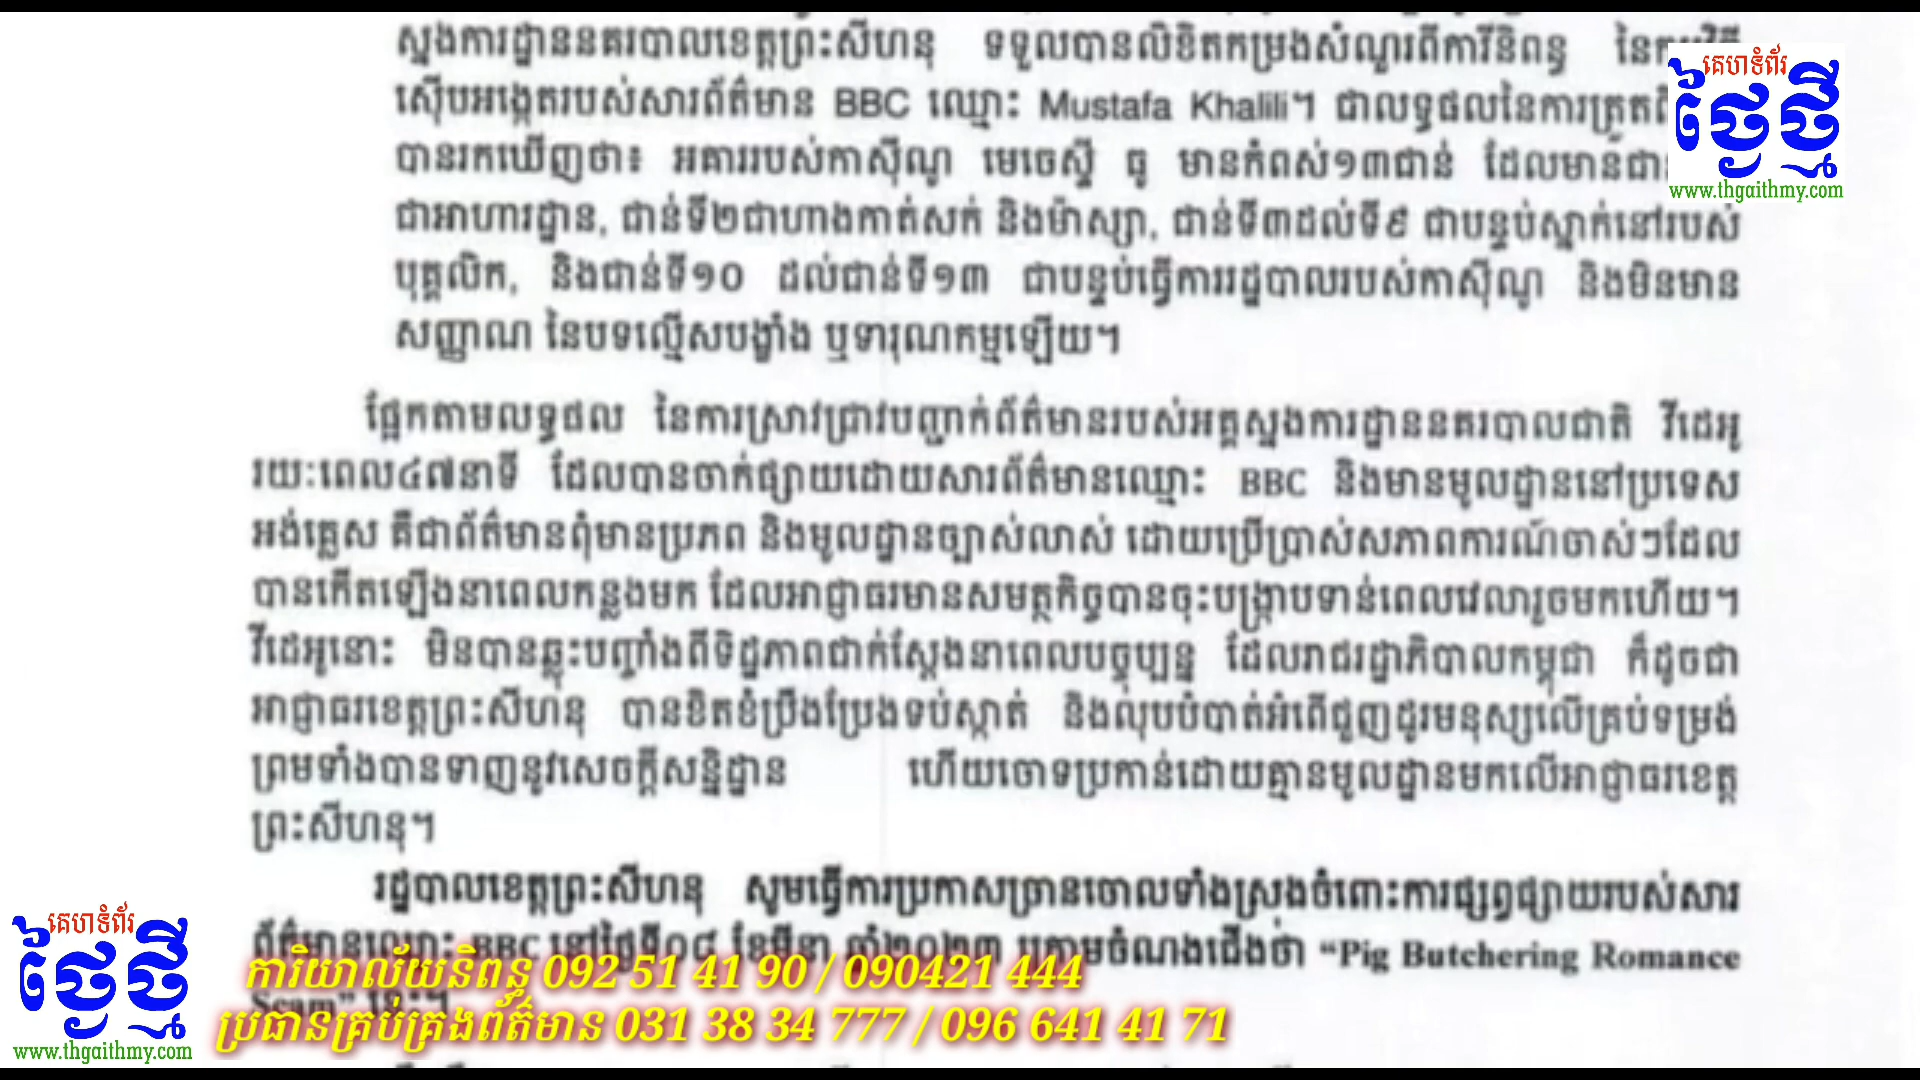 ស្នងការដ្ឋាននគរបាលខេត្តព្រះសីហនុ ទទួលបានលិខិតកម្រងសំណួរពីការីនិពន្ធ នៃ
គេហទំព័រ
ថ្ងៃថ្មី
www.thgaithmy.com
ស៊ើបអង្កេតរបស់សារព័ត៌មាន BBC ឈ្មោះ Mustafa Khalili។ ជាលទ្ធផលនៃការត្រួត
បានរកឃើញថា៖ អគាររបស់កាស៊ីណូ មេចេស្ទី ធូ មានកំពស់១៣ជាន់ ដែលមាន
ជាអាហារដ្ឋាន, ជាន់ទី២ជាហាងកាត់សក់ និងម៉ាស្សា, ជាន់ទី៣ដល់ទី៩ ជាបន្ទប់ស្នាក់នៅរបស់
បុគ្គលិក, និងជាន់ទី១០ ដល់ជាន់ទី១៣ ជាបន្ទប់ធ្វើការរដ្ឋបាលរបស់កាស៊ីណូ និងមិនមាន
សញ្ញាណ នៃបទល្មើសបង្ខាំង ឬទារុណកម្មឡើយ។
ផ្អែកតាមលទ្ធផល នៃការស្រាវជ្រាវបញ្ជាក់ព័ត៌មានរបស់អគ្គស្នងការដ្ឋាននគរបាលជាតិ វីដេអូ
រយៈពេល៤៧នាទី ដែលបានចាក់ផ្សាយដោយសារព័ត៌មានឈ្មោះ BBC និងមានមូលដ្ឋាននៅប្រទេស
អង់គ្លេស គឺជាព័ត៌មានពុំមានប្រភព និងមូលដ្ឋានច្បាស់លាស់ ដោយប្រើប្រាស់សភាពការណ៍ចាស់ៗដែល
បានកើតឡើងនាពេលកន្លងមក ដែលអាជ្ញាធរមានសមត្ថកិច្ចបានចុះបង្ក្រាបទាន់ពេលវេលារួចមកហើយ។
វីដេអូនោះ មិនបានឆ្លុះបញ្ចាំងពីទិដ្ឋភាពជាក់ស្តែងនាពេលបច្ចុប្បន្ន ដែលរាជរដ្ឋាភិបាលកម្ពុជា ក៏ដូចជា
អាជ្ញាធរខេត្តព្រះសីហនុ បានខិតខំប្រឹងប្រែងទប់ស្កាត់ និងលុបបំបាត់អំពើជួញដូរមនុស្សលើគ្រប់ទម្រង់
ព្រមទាំងបានទាញនូវសេចក្តីសន្និដ្ឋាន ហើយចោទប្រកាន់ដោយគ្មានមូលដ្ឋានមកលើអាជ្ញាធរខេត្ត
ព្រះសីហនុ។
រដ្ឋបាលខេត្តព្រះសីហនុ សូមធ្វើការប្រកាសច្រានចោលទាំងស្រុងចំពោះការផ្សព្វផ្សាយរបស់សារ
ព័ត៌មានឈ្មោះ BBC នៅថ្ងៃទី០៨ ខែមីនា ឆ្នាំ២០២៣ ក្រោមចំណងជើងថា “Pig Butchering Romance
Scam”
គេហទំព័រ
ថ្ងៃថ្មី
www.thgaithmy.com
ការិយាល័យនិពន្ធ 092 51 41 90 / 090421 444
ប្រធានគ្រប់គ្រងព័ត៌មាន 031 38 34 777 / 096 641 41 71